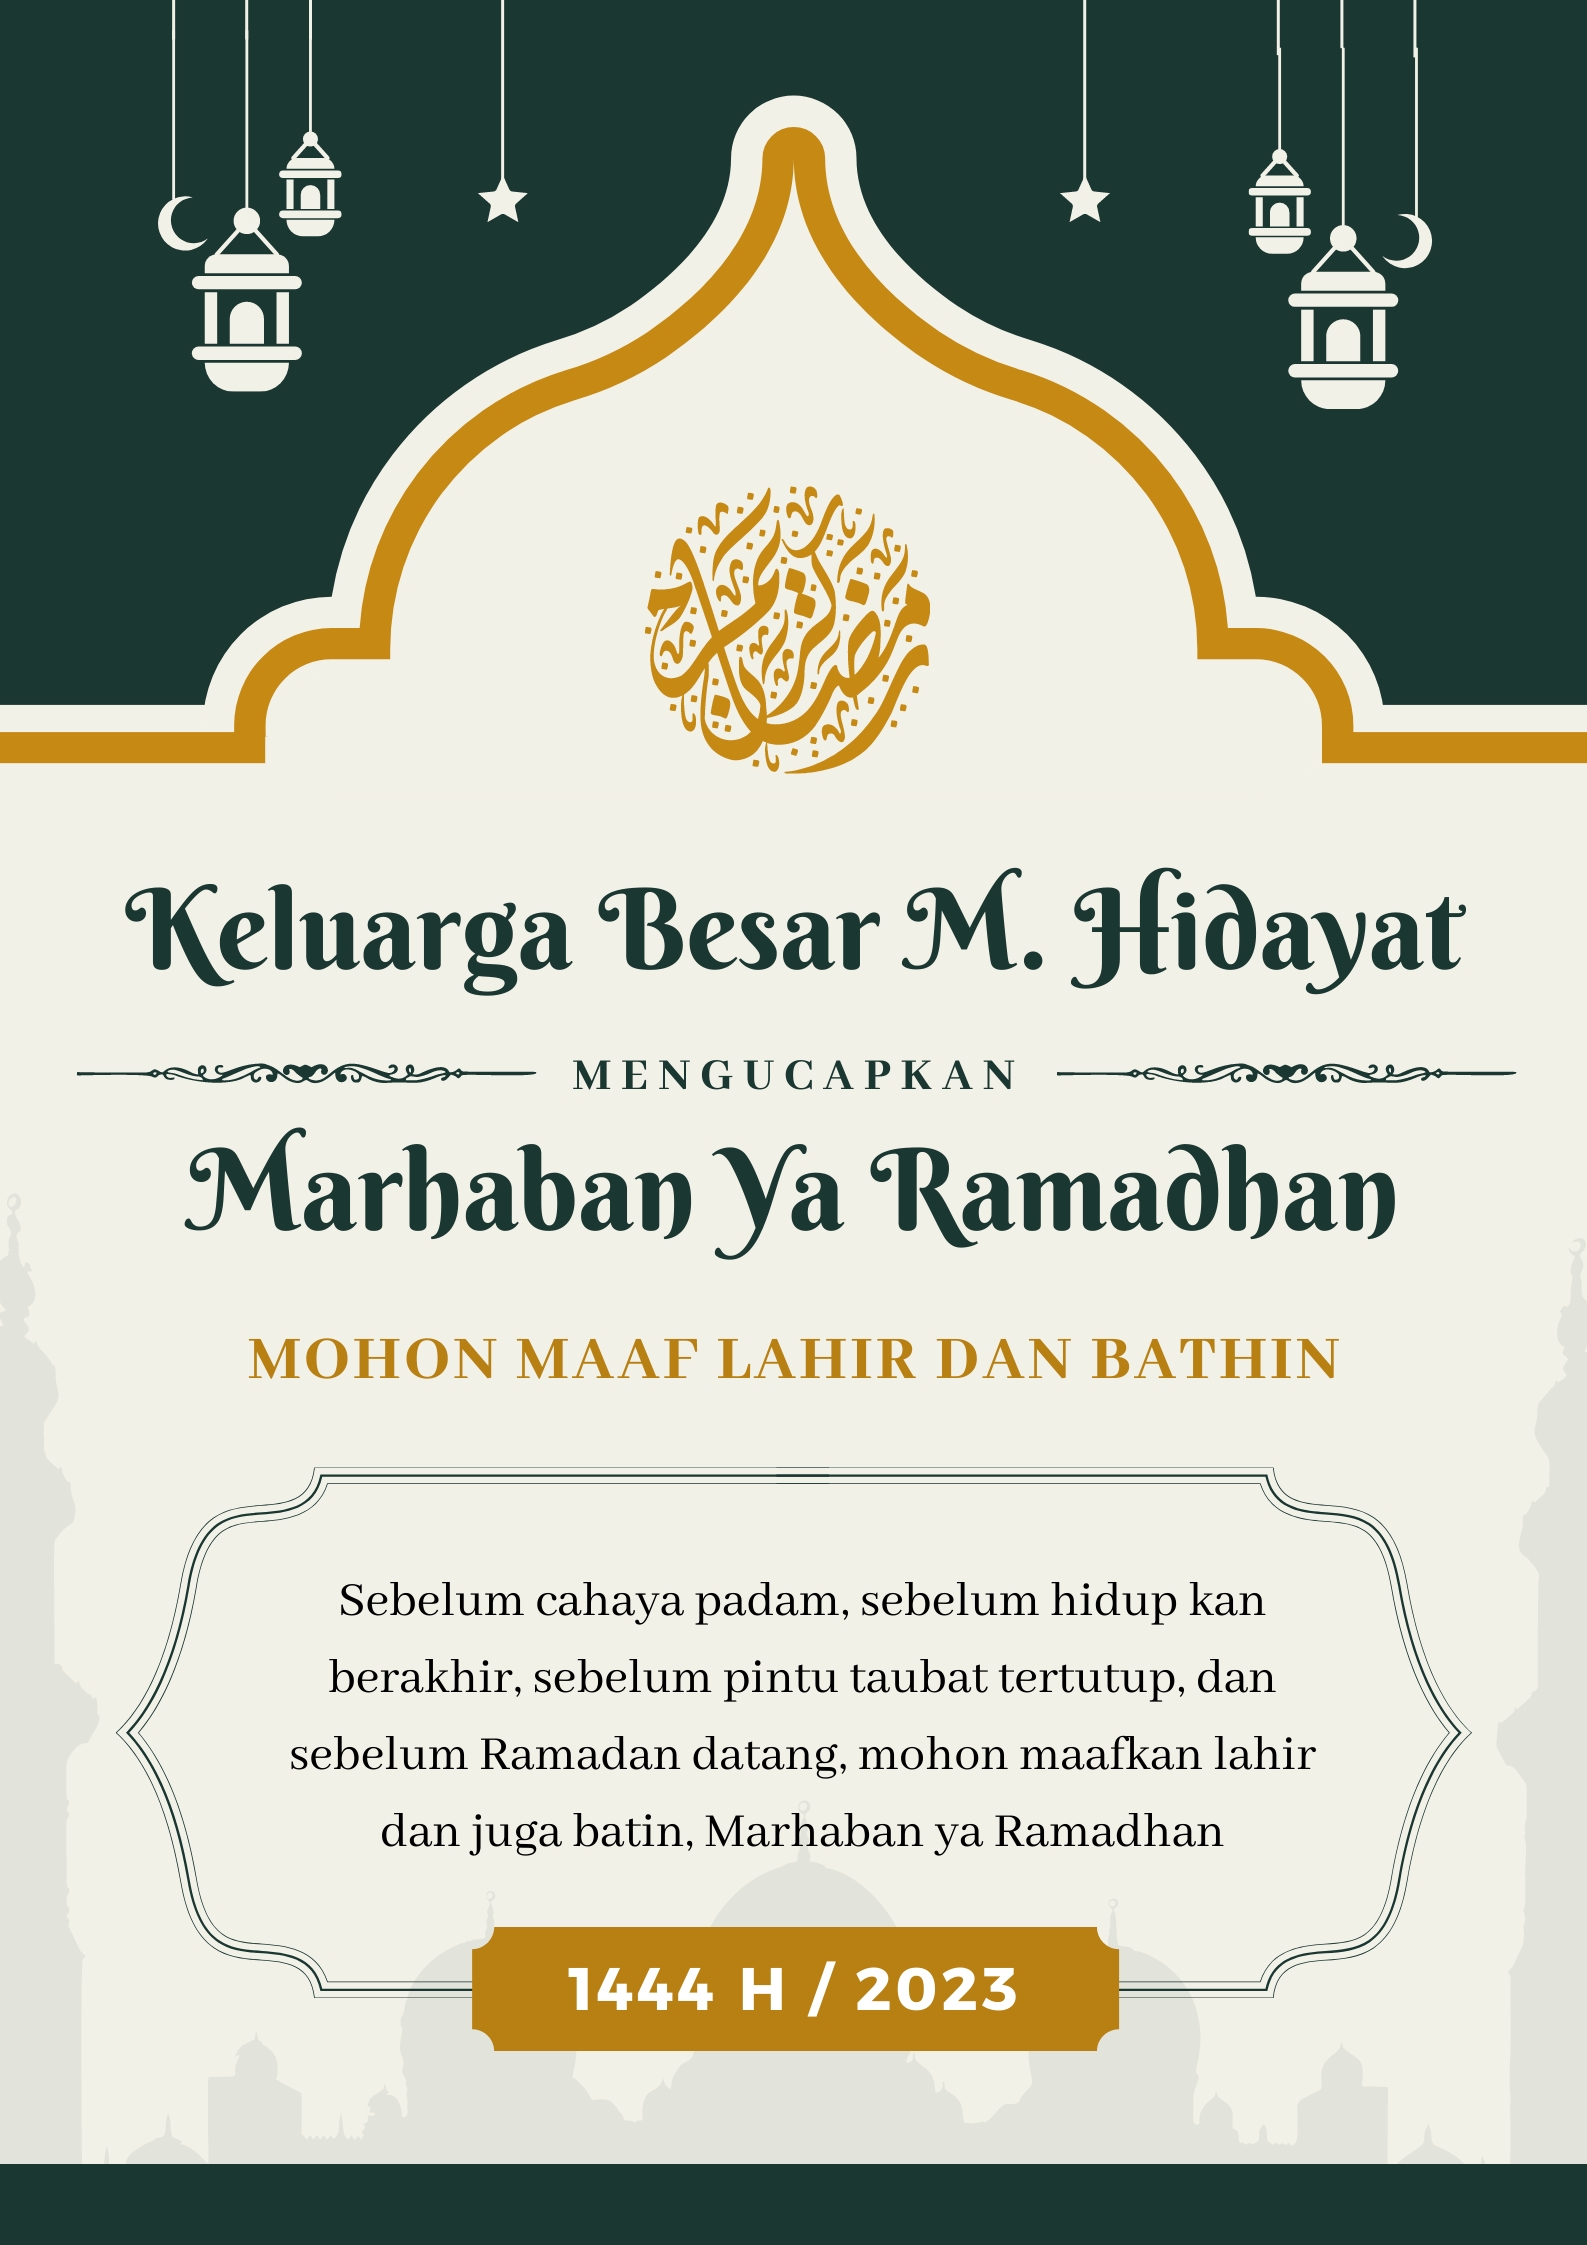 Keluarga Besar M. Hidayat
MENGUCAPKAN
Marhaban Ya Ramadhan
MOHON MAAF LAHIR DAN BATHIN
Sebelum cahaya padam, sebelum hidup kan
berakhir, sebelum pintu taubat tertutup, dan
sebelum Ramadan datang, mohon maafkan lahir
dan juga batin, Marhaban ya Ramadhan
1444 H / 2023